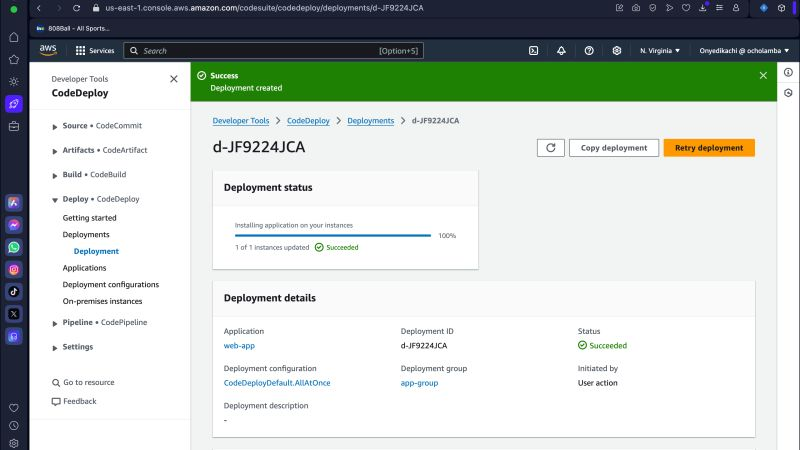 us-east-1.console.aws.amazon.com/codesuite/codedeploy/deployments/d-JF9224JCA
808Ball - All Sports...
aws
Services
Search
[Option+S]
N. Virginia
Onyedikachi @ ocholamba
Developer Tools
CodeDeploy
Source • CodeCommit
Artifacts • CodeArtifact
Build • CodeBuild
Deploy • CodeDeploy
Getting started
Deployments
Deployment
Applications
Deployment configurations
On-premises instances
Pipeline • CodePipeline
Settings
Go to resource
Feedback
Success
Deployment created
Developer Tools > CodeDeploy > Deployments > d-JF9224JCA
d-JF9224JCA
Copy deployment
Retry deployment
Deployment status
Installing application on your instances
100%
1 of 1 instances updated
Succeeded
Deployment details
Application
Deployment ID
Status
web-app
d-JF9224JCA
Succeeded
Deployment configuration
Deployment group
Initiated by
CodeDeployDefault.AllAtOnce
app-group
User action
Deployment description
-